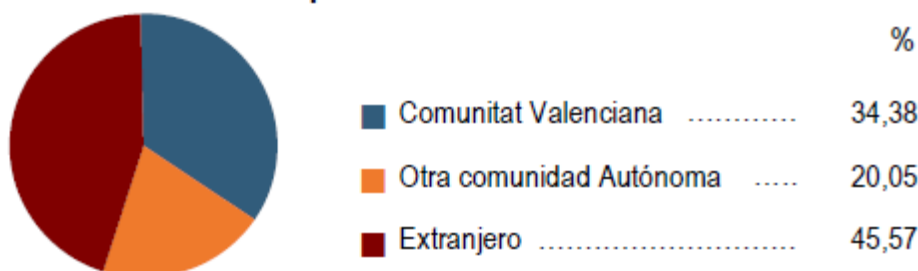 %
Comunitat Valenciana ............ 34,38
Otra comunidad Autónoma ..... 20,05
Extranjero ........................... 45,57